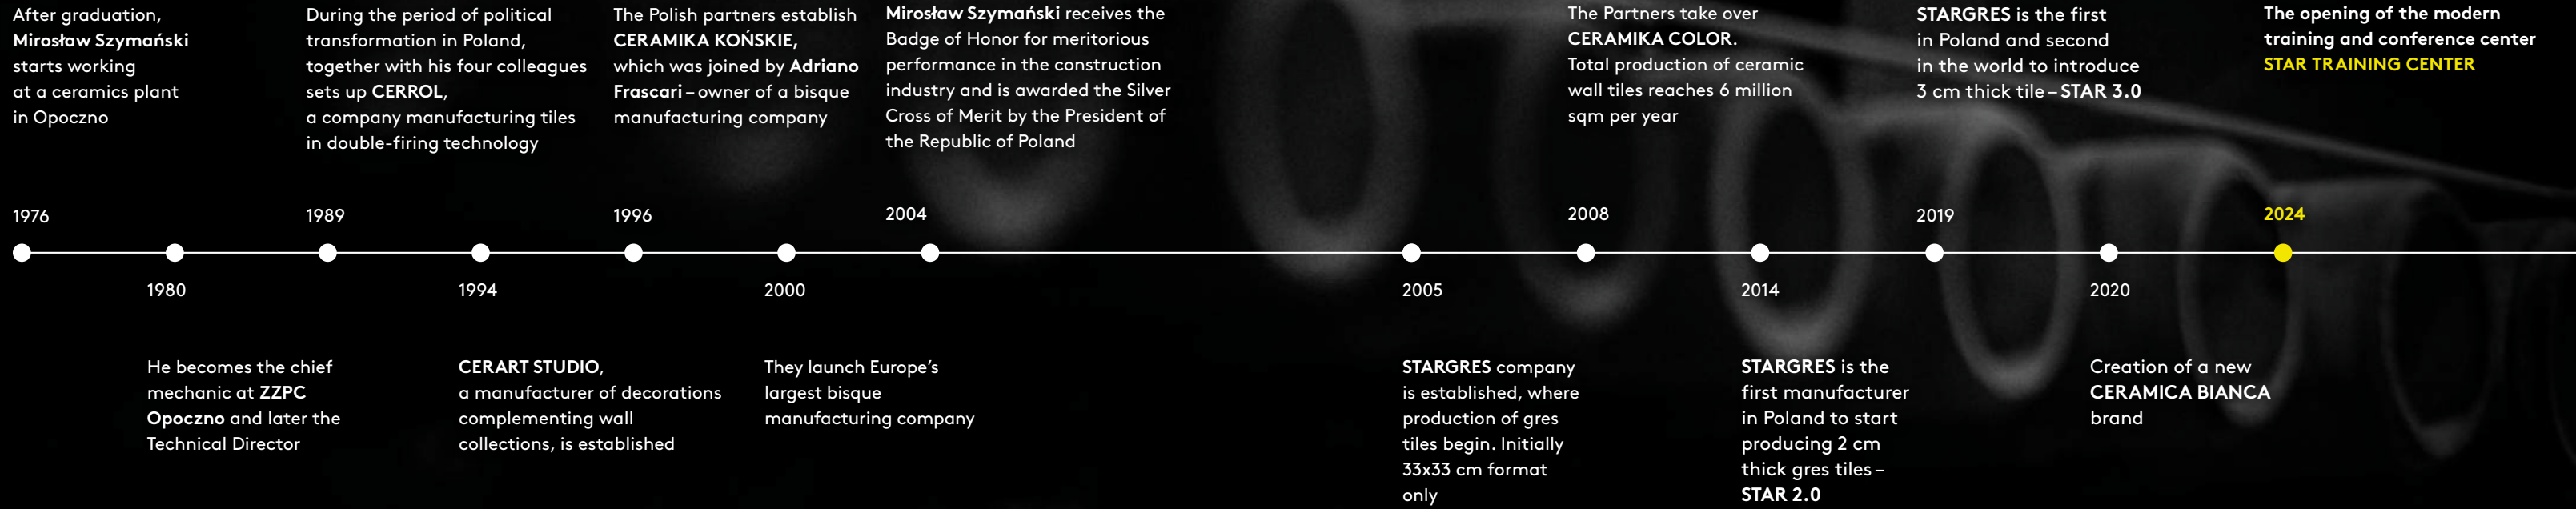 After graduation,
Mirosław Szymański
starts working
at a ceramics plant
in Opoczno
1976
He becomes the chief
mechanic at ZZPC
Opoczno and later the
Technical Director
1980
During the period of political
transformation in Poland,
together with his four colleagues
sets up CERROL,
a company manufacturing tiles
in double-firing technology
1989
1994
CERART STUDIO,
a manufacturer of decorations
complementing wall
collections, is established
The Polish partners establish
CERAMIKA KOŃSKIE,
which was joined by Adriano
Frascari – owner of a bisque
manufacturing company
1996
2000
They launch Europe's
largest bisque
manufacturing company
Mirosław Szymański receives the
Badge of Honor for meritorious
performance in the construction
industry and is awarded the Silver
Cross of Merit by the President of
the Republic of Poland
2004
2005
STARGRES company
is established, where
production of gres
tiles begin. Initially
33x33 cm format
only
The Partners take over
CERAMIKA COLOR.
Total production of ceramic
wall tiles reaches 6 million
sqm per year
2008
2014
STARGRES is the
first manufacturer
in Poland to start
producing 2 cm
thick gres tiles –
STAR 2.0
STARGRES is the first
in Poland and second
in the world to introduce
3 cm thick tile – STAR 3.0
2019
2020
Creation of a new
CERAMICA BIANCA
brand
The opening of the modern
training and conference center
STAR TRAINING CENTER
2024